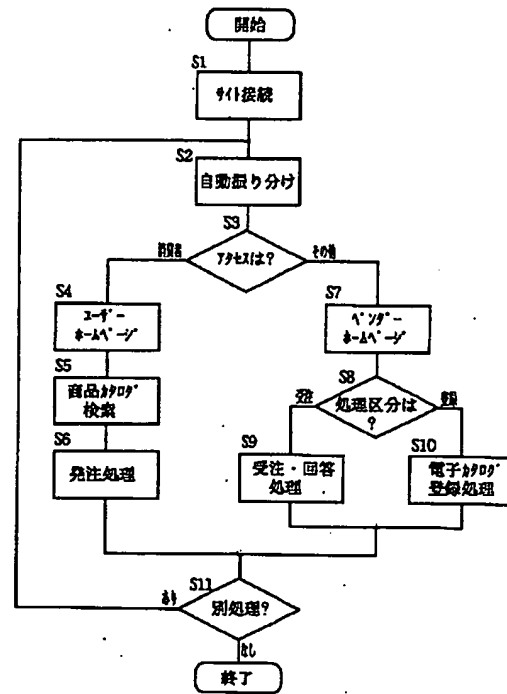 開始
S1
サイト接続
S2
自動振り分け
S3
アクセスは?
消費者
その他
S4
ユーザー
ホームページ
S7
ベンダー
ホームページ
S5
商品カタログ
検索
S8
処理区分は
?
受注
登録
S6
発注処理
S9
受注・回答
処理
S10
電子カタログ
登録処理
S11
別処理?
あり
なし
終了